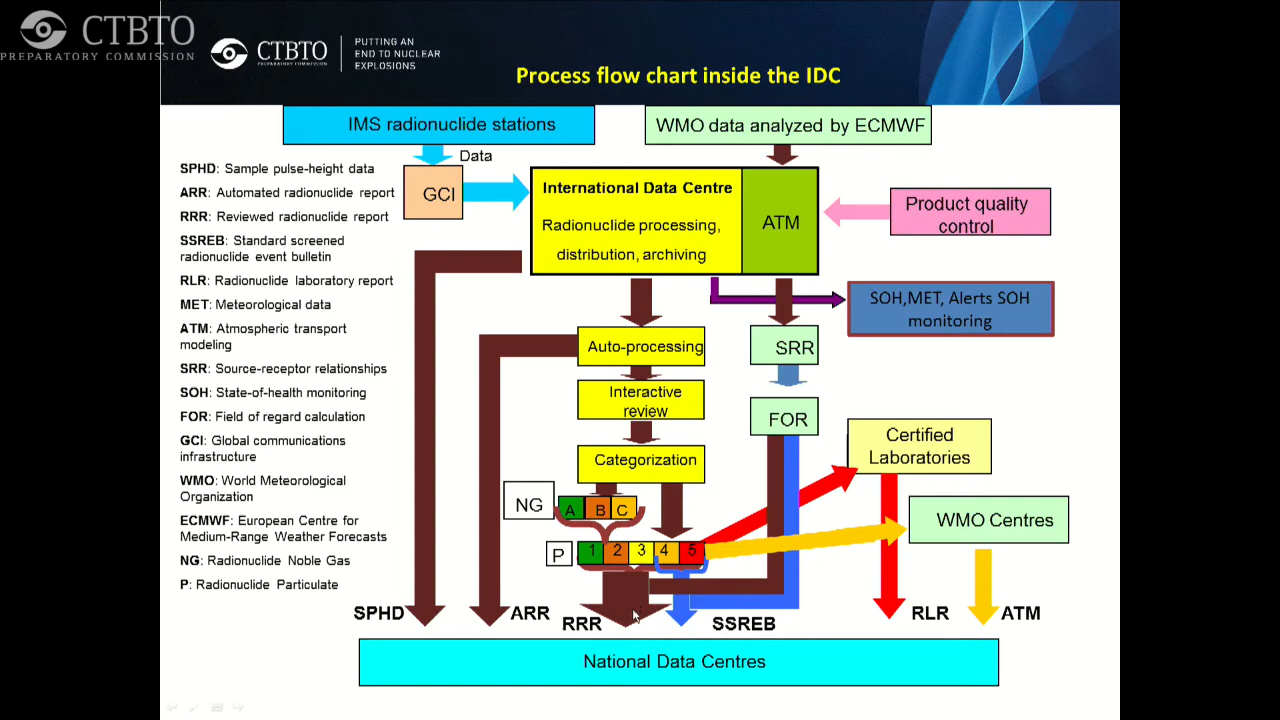 CTBTO
PREPARATORY COMMISSION
CTBTO
PREPARATORY COMMISSION
PUTTING AN
END TO NUCLEAR
EXPLOSIONS
Process flow chart inside the IDC
IMS radionuclide stations
WMO data analyzed by ECMWF
Data
GCI
International Data Centre
Radionuclide processing,
distribution, archiving
ATM
Product quality
control
SPHD: Sample pulse-height data
ARR: Automated radionuclide report
RRR: Reviewed radionuclide report
SSREB: Standard screened
radionuclide event bulletin
RLR: Radionuclide laboratory report
MET: Meteorological data
ATM: Atmospheric transport
modeling
SRR: Source-receptor relationships
SOH: State-of-health monitoring
FOR: Field of regard calculation
GCI: Global communications
infrastructure
WMO: World Meteorological
Organization
ECMWF: European Centre for
Medium-Range Weather Forecasts
NG: Radionuclide Noble Gas
P: Radionuclide Particulate
SOH,MET, Alerts SOH
monitoring
Auto-processing
SRR
Interactive
review
FOR
Categorization
Certified
Laboratories
NG
A B C
WMO Centres
P
1 2 3 4 5
SPHD
ARR
RRR
SSREB
RLR
ATM
National Data Centres